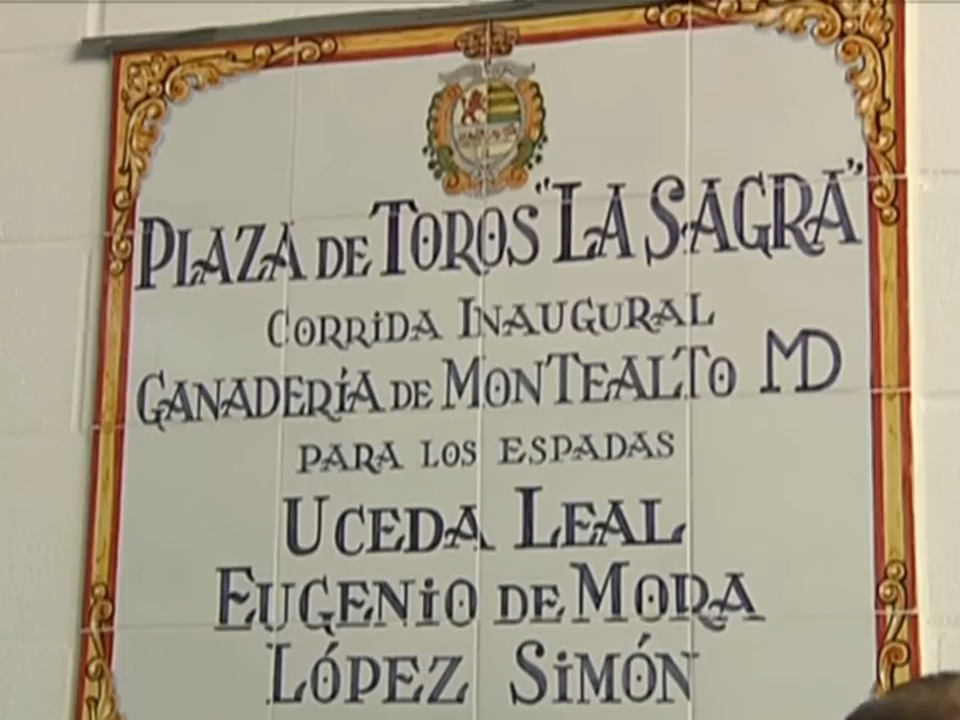 PLAZA DE TOROS "LA SAGRA"
CORRIDA INAUGURAL
GANADERÍA DE MONTEALTO MD
PARA LOS ESPADAS
UCEDA LEAL
EUGENIO DE MORA
LÓPEZ SIMÓN